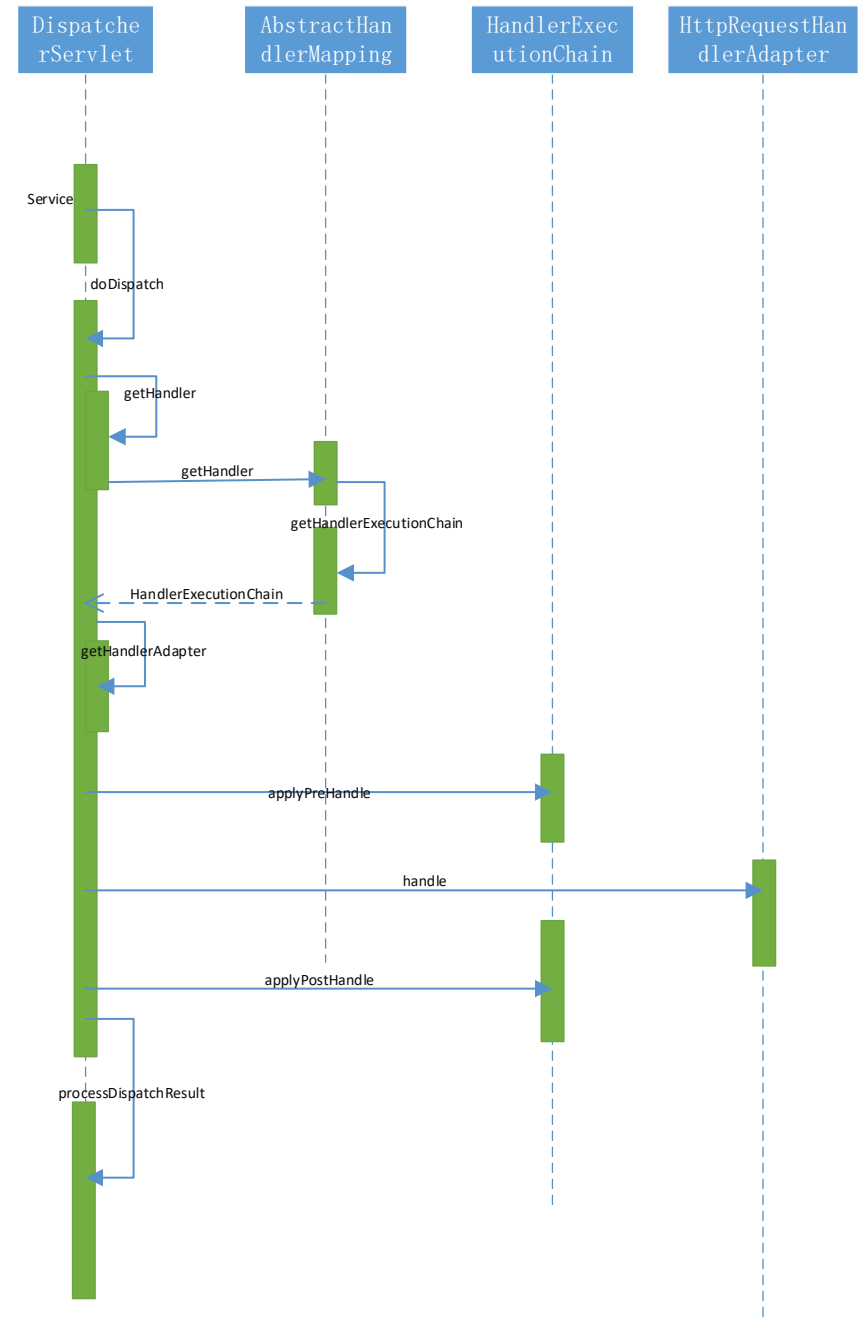 Dispatche
rServlet
AbstractHan
dlerMapping
HandlerExec
utionChain
HttpRequestHan
dlerAdapter
Service
doDispatch
getHandler
getHandler
getHandlerExecutionChain
HandlerExecutionChain
getHandlerAdapter
applyPreHandle
handle
applyPostHandle
processDispatchResult